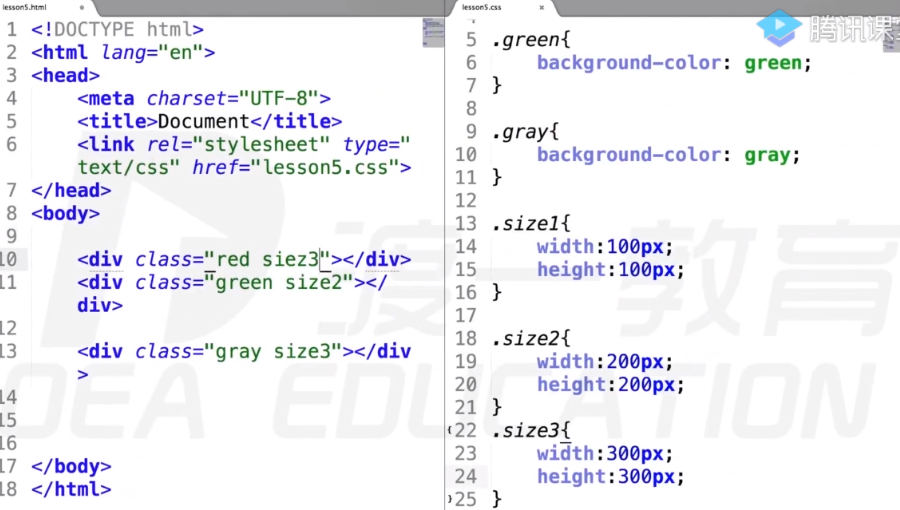 lesson5.html
1 <!DOCTYPE html>
2 <html lang="en">
3 <head>
4 <meta charset="UTF-8">
5 <title>Document</title>
6 <link rel="stylesheet" type="
text/css" href="lesson5.css">
7 </head>
8 <body>
9
10 <div class="red siez3"></div>
11 <div class="green size2"></
div>
12
13 <div class="gray size3"></div
>
14
15
16
17 </body>
18 </html>
lesson5.css
5 .green{
6 background-color: green;
7 }
8
9 .gray{
10 background-color: gray;
11 }
12
13 .size1{
14 width:100px;
15 height:100px;
16 }
17
18 .size2{
19 width:200px;
20 height:200px;
21 }
22 .size3{
23 width:300px;
24 height:300px;
25 }
腾讯课堂
渡一教育
EDUCATION